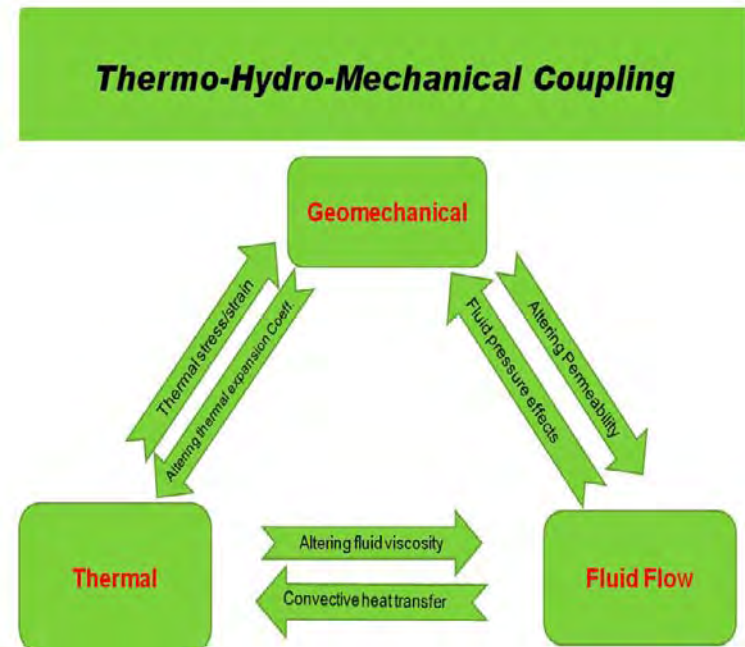 Thermo-Hydro-Mechanical Coupling
Geomechanical
Thermal stress/strain
Altering thermal expansion Coeff.
Fluid pressure effects
Altering Permeability
Thermal
Altering fluid viscosity
Convective heat transfer
Fluid Flow